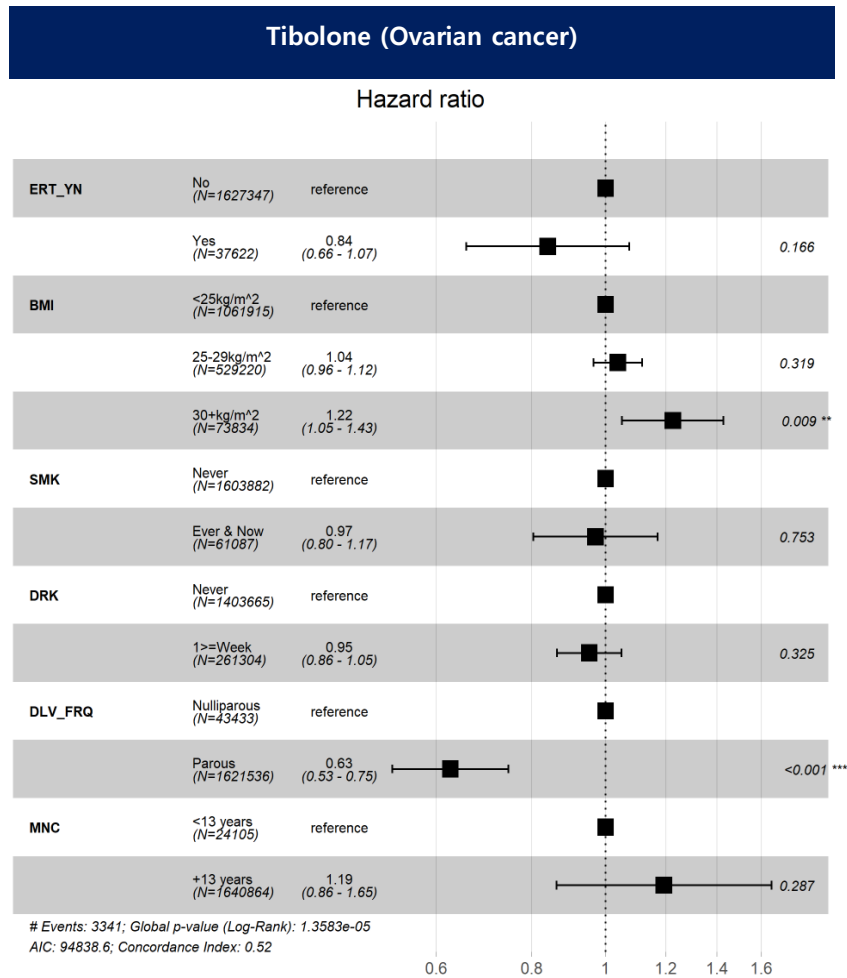 Tibolone (Ovarian cancer)
Hazard ratio
ERT_YN No reference
(N=1627347)
Yes 0.84 0.166
(N=37622) (0.66 - 1.07)
BMI <25kg/m^2 reference
(N=1061915)
25-29kg/m^2 1.04 0.319
(N=529220) (0.96 - 1.12)
30+kg/m^2 1.22 0.009 **
(N=73834) (1.05 - 1.43)
SMK Never reference
(N=1603882)
Ever & Now 0.97 0.753
(N=61087) (0.80 - 1.17)
DRK Never reference
(N=1403665)
1>=Week 0.95 0.325
(N=261304) (0.86 - 1.05)
DLV_FRQ Nulliparous reference
(N=43433)
Parous 0.63 <0.001 ***
(N=1621536) (0.53 - 0.75)
MNC <13 years reference
(N=24105)
+13 years 1.19 0.287
(N=1640864) (0.86 - 1.65)
# Events: 3341; Global p-value (Log-Rank): 1.3583e-05
AIC: 94838.6; Concordance Index: 0.52
0.6 0.8 1 1.2 1.4 1.6